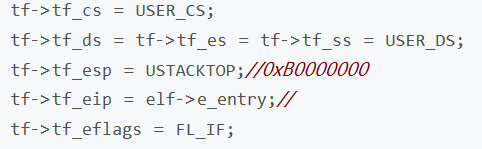 tf->tf_cs = USER_CS;
tf->tf_ds = tf->tf_es = tf->tf_ss = USER_DS;
tf->tf_esp = USTACKTOP;//0xB0000000
tf->tf_eip = elf->e_entry;//
tf->tf_eflags = FL_IF;